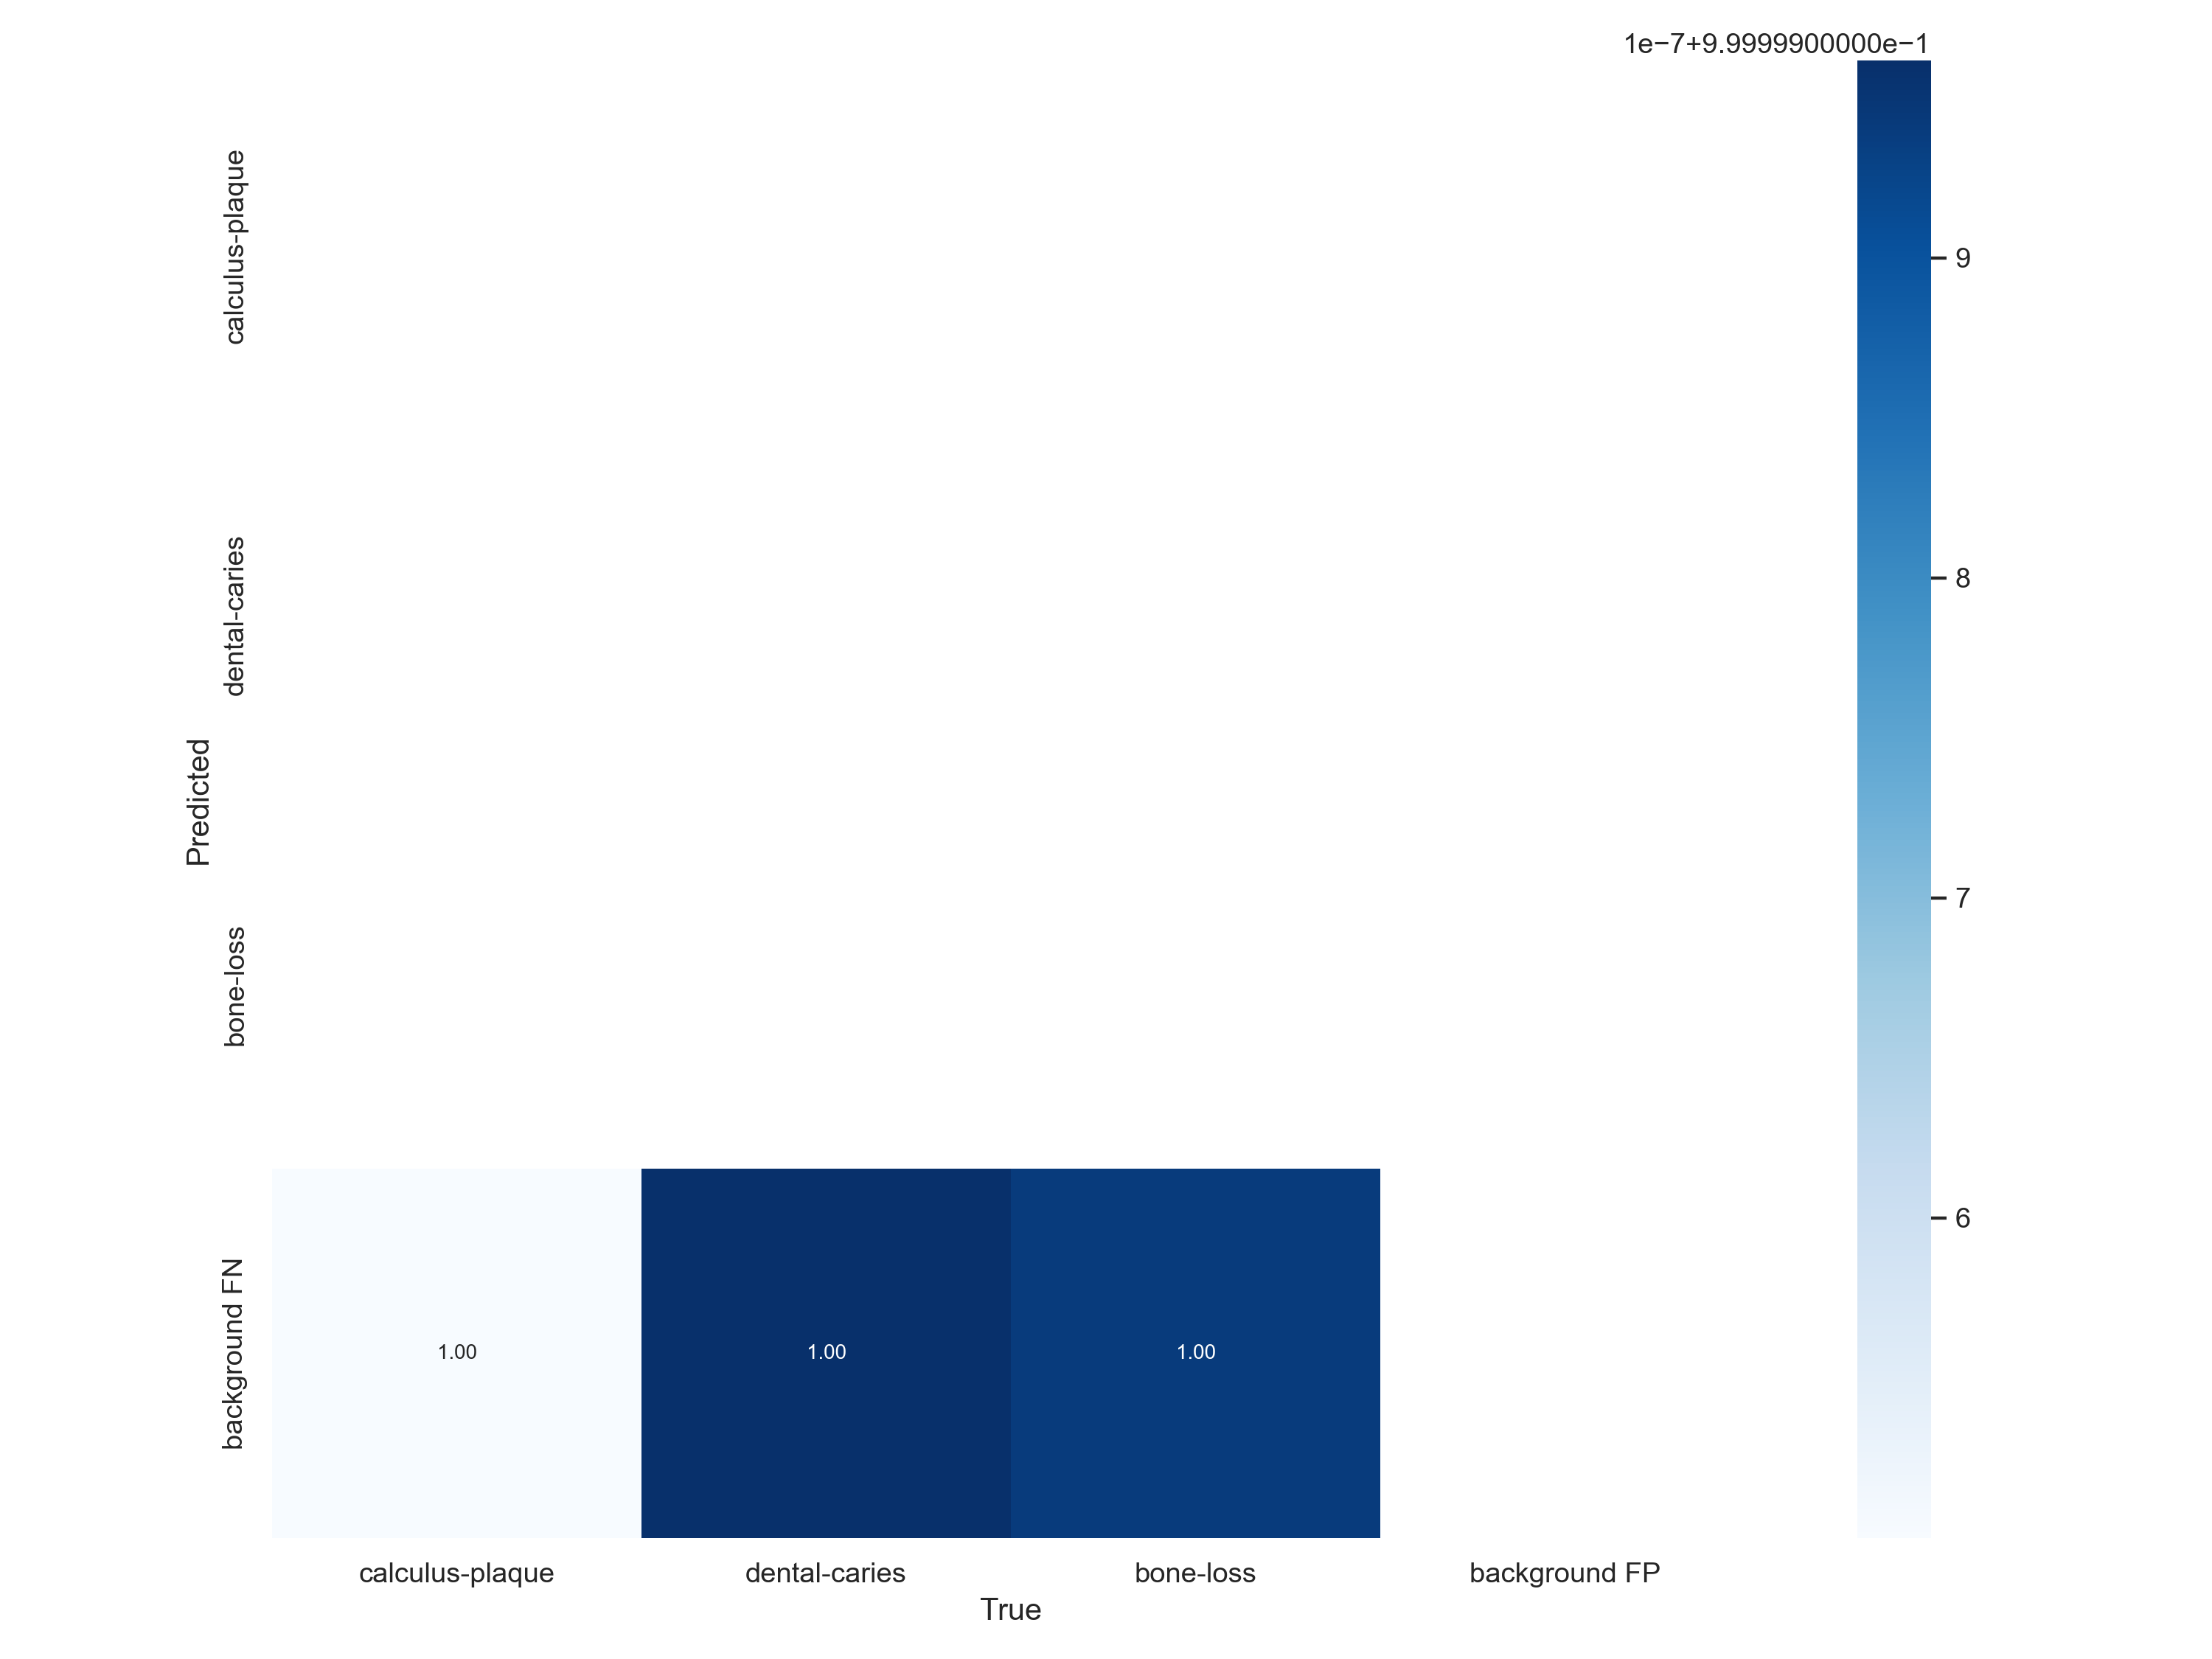 1e−7+9.9999900000e−1
calculus-plaque
dental-caries
bone-loss
background FN
Predicted
1.00 1.00 1.00
calculus-plaque dental-caries bone-loss background FP
True
9
8
7
6